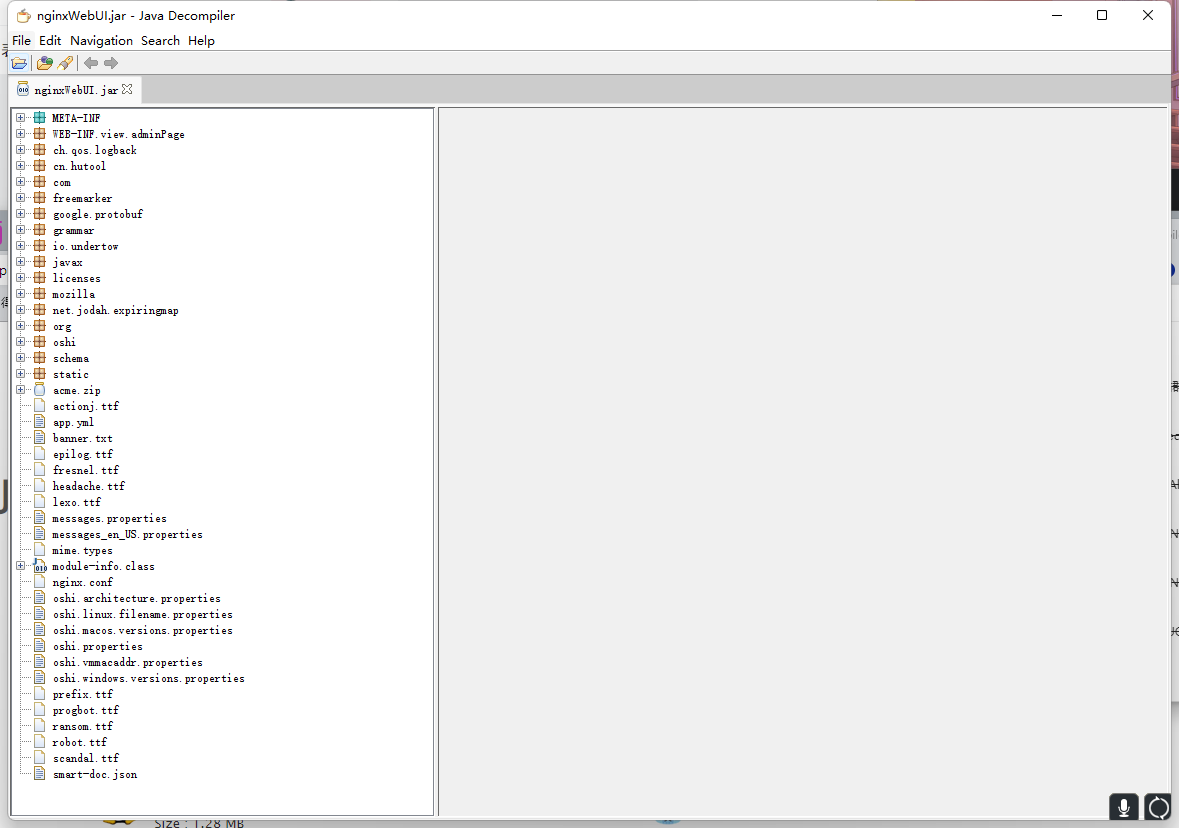 nginxWebUI.jar - Java Decompiler
File Edit Navigation Search Help
nginxWebUI.jar
META-INF
WEB-INF.view.adminPage
ch.qos.logback
cn.hutool
com
freemarker
google.protobuf
grammar
io.undertow
javax
licenses
mozilla
net.jodah.expiringmap
org
oshi
schema
static
acme.zip
actionj.ttf
app.yml
banner.txt
epilog.ttf
fresnel.ttf
headache.ttf
lexo.ttf
messages.properties
messages_en_US.properties
mime.types
module-info.class
nginx.conf
oshi.architecture.properties
oshi.linux.filename.properties
oshi.macos.versions.properties
oshi.properties
oshi.vmmacaddr.properties
oshi.windows.versions.properties
prefix.ttf
progbot.ttf
ransom.ttf
robot.ttf
scandal.ttf
smart-doc.json
Size : 1.28 MB